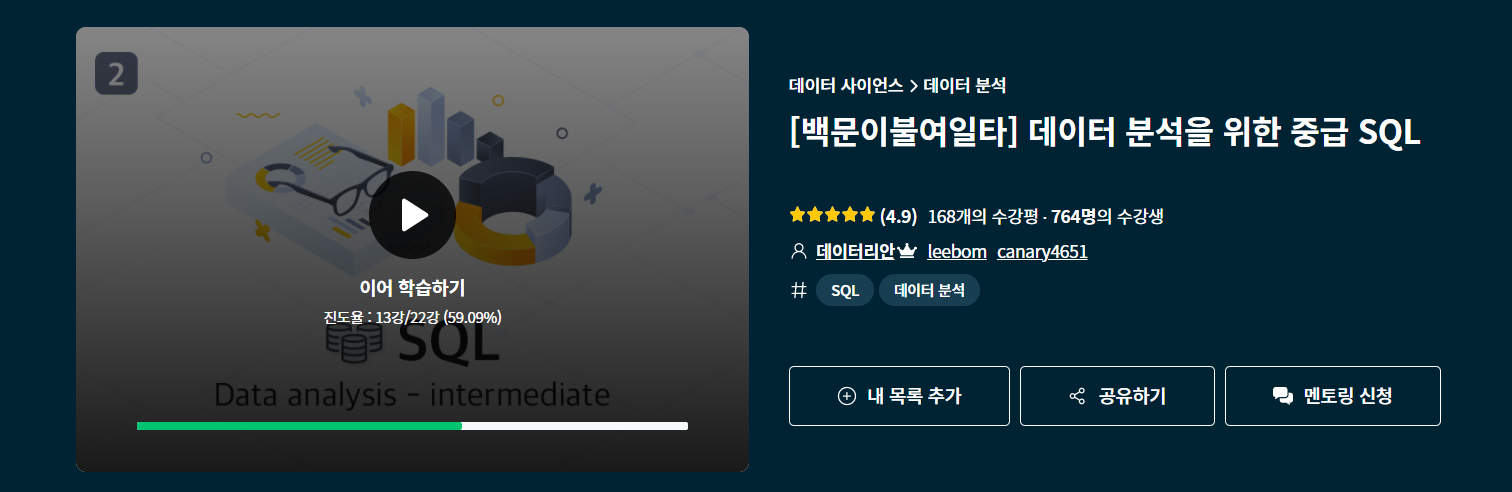 2
이어 학습하기
진도율 : 13강/22강 (59.09%)
SQL
Data analysis - intermediate
데이터 사이언스 > 데이터 분석
[백문이불여일타] 데이터 분석을 위한 중급 SQL
(4.9) 168개의 수강평 · 764명의 수강생
데이터리안 leebom canary4651
# SQL 데이터 분석
내 목록 추가 공유하기 멘토링 신청